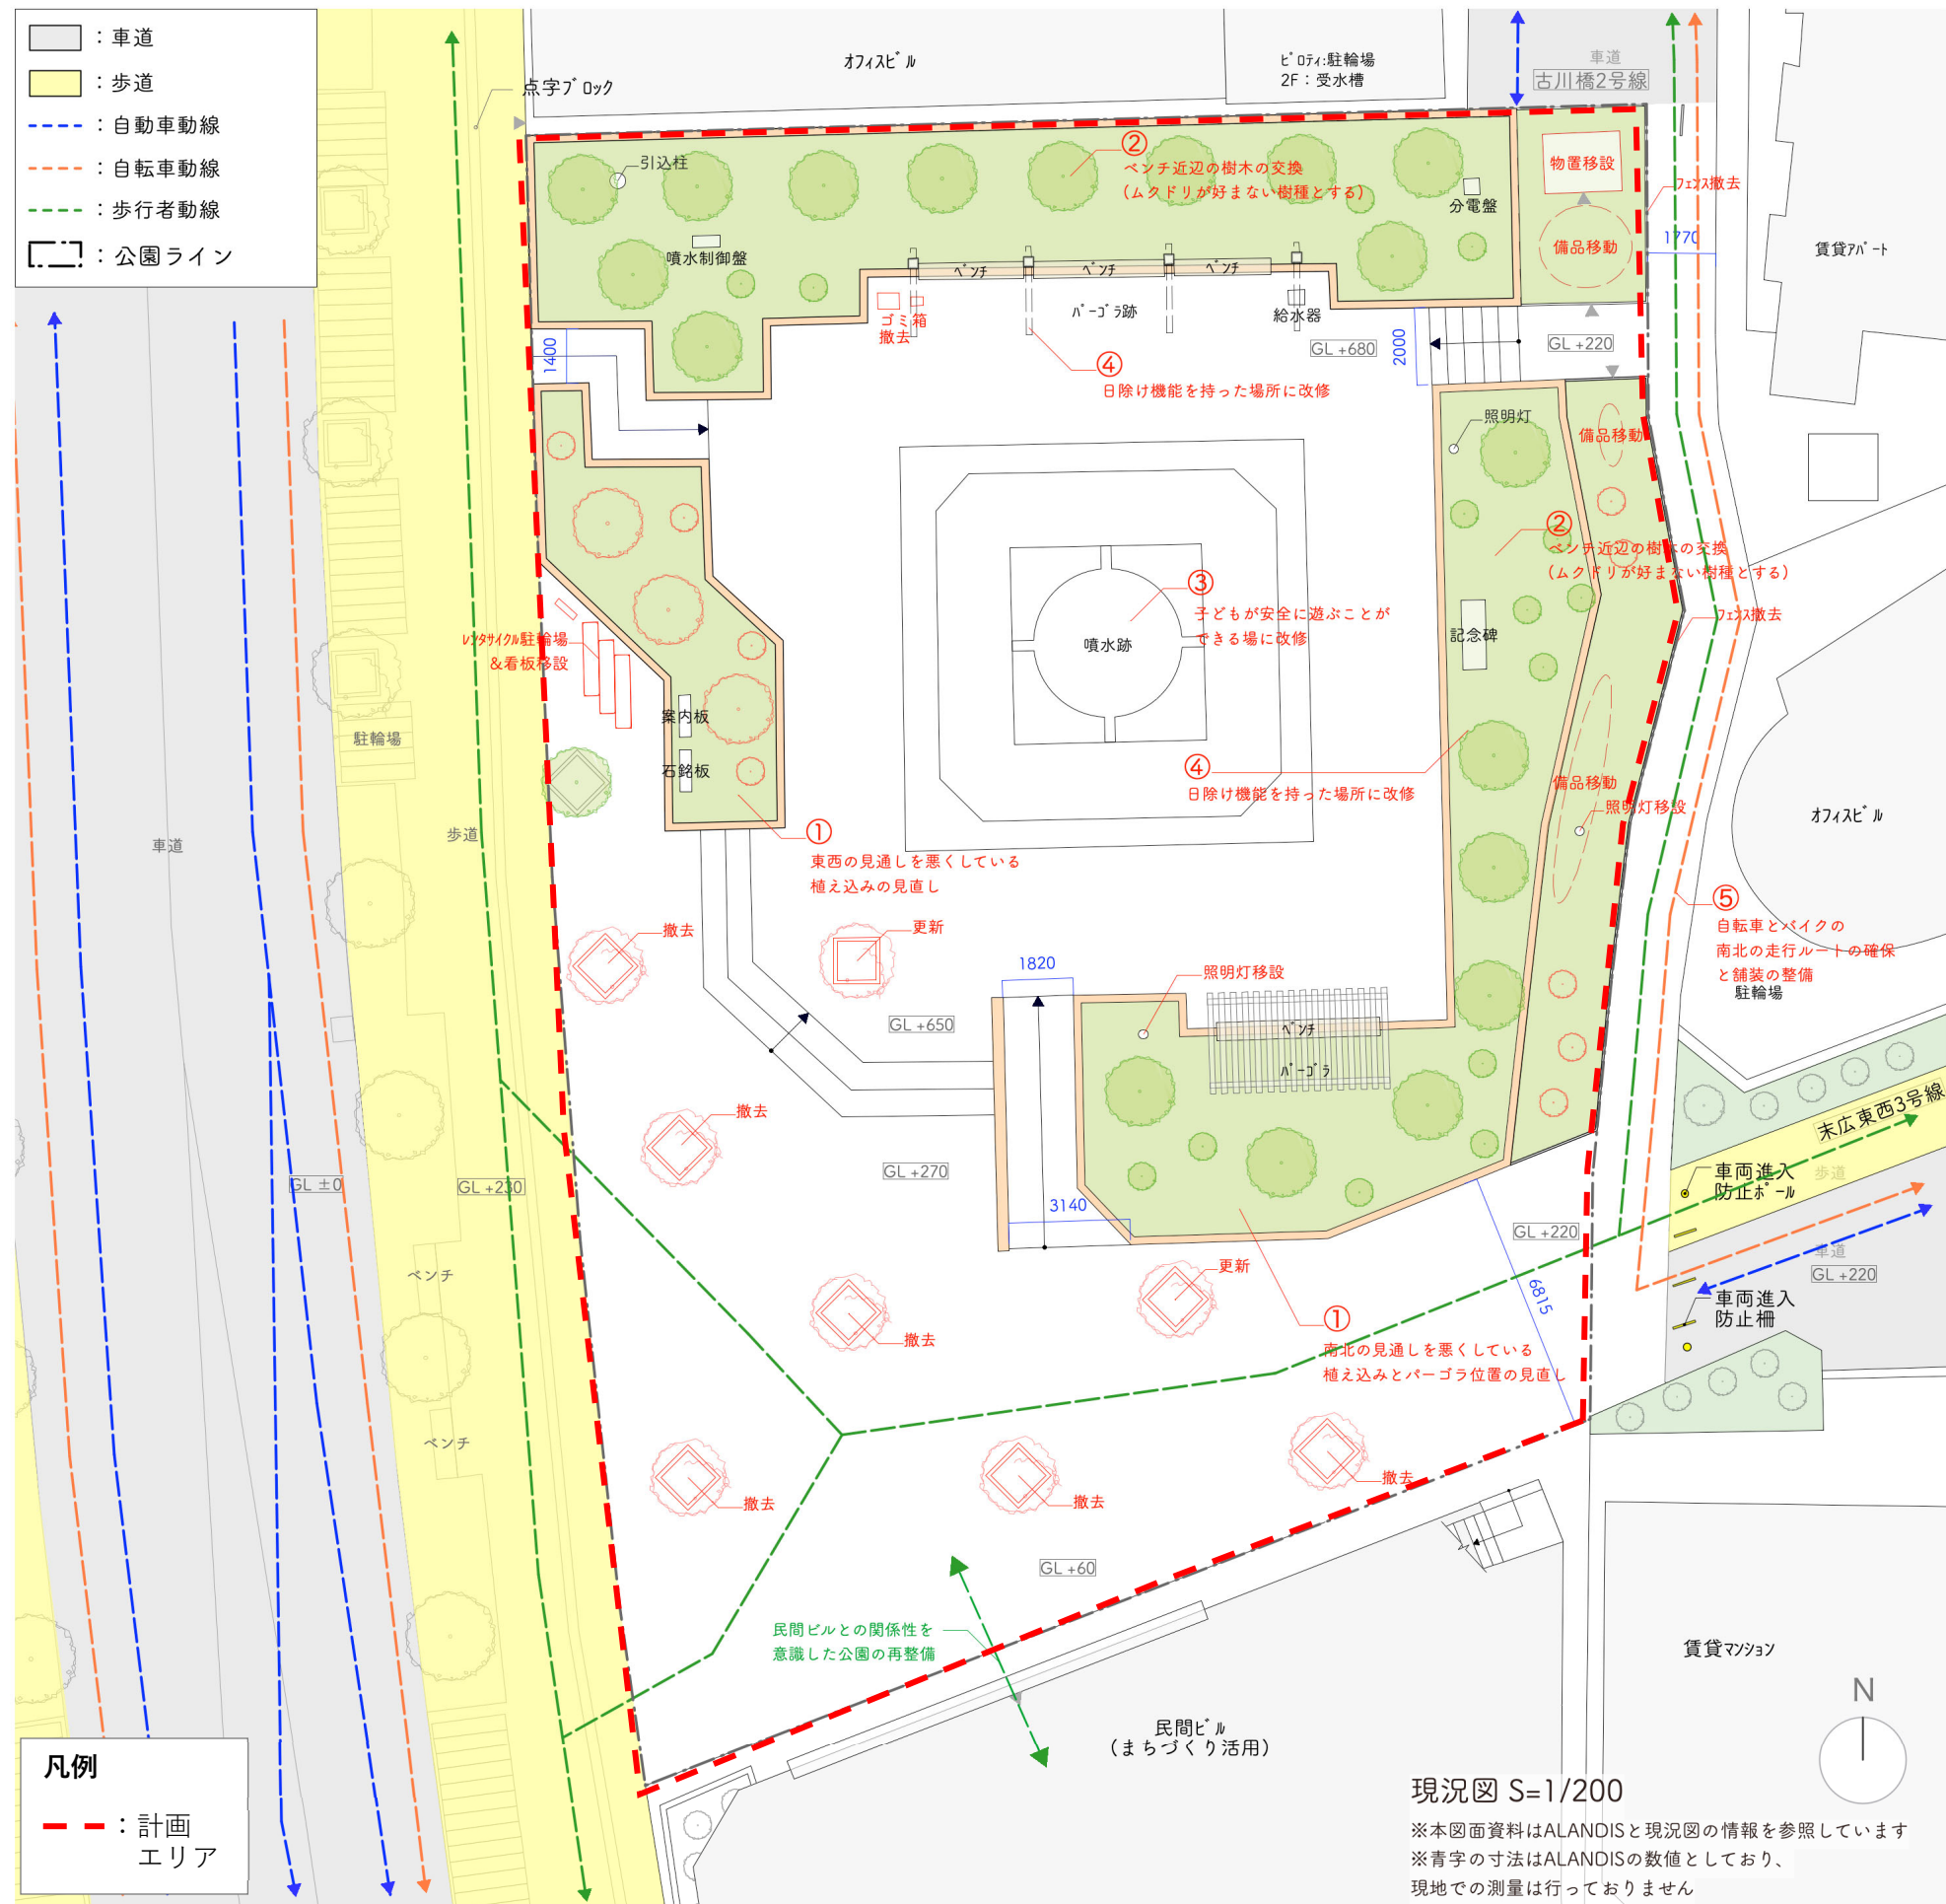 ：車道
：歩道
：自動車動線
：自転車動線
：歩行者動線
：公園ライン
点字ブロック
オフィスビル
ピロティ:駐輪場
2F：受水槽
車道
古川橋2号線
引込柱
②
ベンチ近辺の樹木の交換
（ムクドリが好まない樹種とする）
物置移設
フェンス撤去
分電盤
噴水制御盤
備品移動
1770
賃貸アパート
ベンチ
ベンチ
ベンチ
ゴミ箱
撤去
パーゴラ跡
給水器
1400
GL +680
2000
GL +220
④
日除け機能を持った場所に改修
照明灯
備品移動
②
ベンチ近辺の樹木の交換
（ムクドリが好まない樹種とする）
③
子どもが安全に遊ぶことが
できる場に改修
噴水跡
記念碑
フェンス撤去
レンタサイクル駐輪場
＆看板移設
案内板
石銘板
駐輪場
④
日除け機能を持った場所に改修
備品移動
照明灯移設
オフィスビル
車道
歩道
①
東西の見通しを悪くしている
植え込みの見直し
⑤
自転車とバイクの
南北の走行ルートの確保
と舗装の整備
駐輪場
撤去
更新
1820
照明灯移設
GL +650
ベンチ
パーゴラ
撤去
末広東西3号線
GL ±0
GL +230
GL +270
3140
車両進入
防止ポール
歩道
GL +220
車道
GL +220
ベンチ
更新
6815
車両進入
防止柵
撤去
①
南北の見通しを悪くしている
植え込みとパーゴラ位置の見直し
ベンチ
撤去
撤去
撤去
GL +60
民間ビルとの関係性を
意識した公園の再整備
民間ビル
（まちづくり活用）
賃貸マンション
N
凡例
：計画
エリア
現況図 S=1/200
※本図面資料はALANDISと現況図の情報を参照しています
※青字の寸法はALANDISの数値としており、
現地での測量は行っておりません